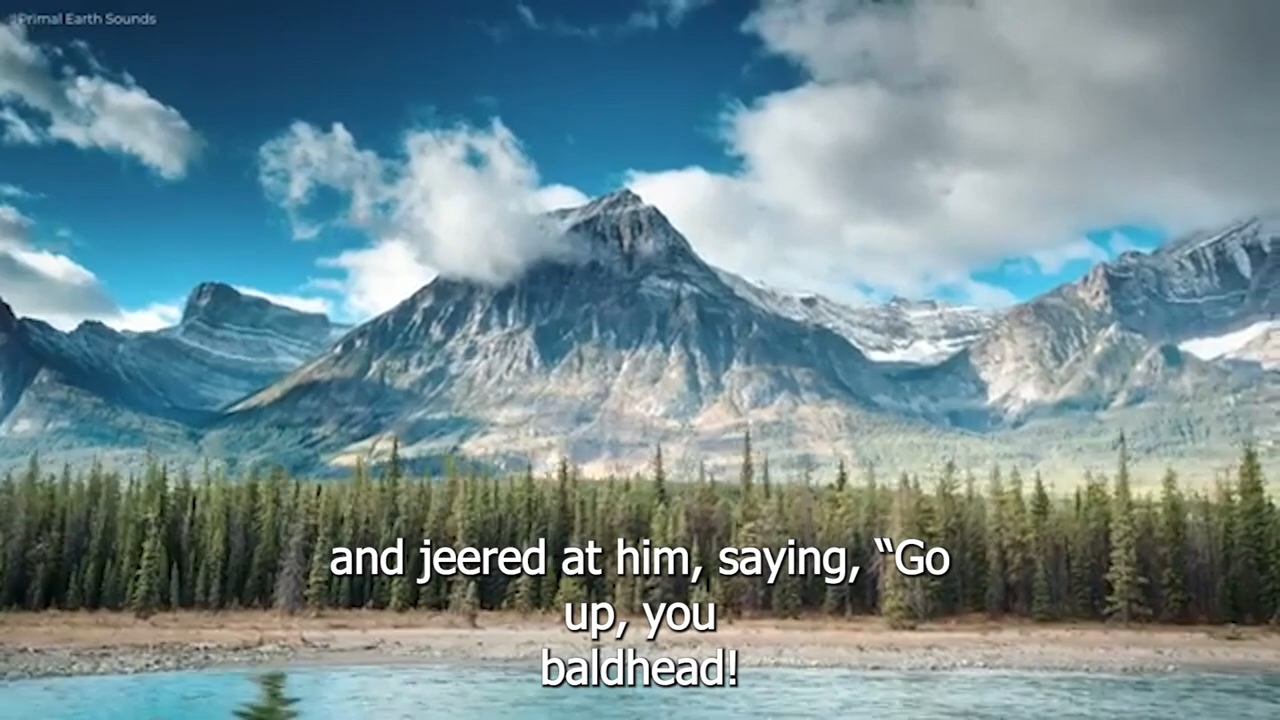 Primal Earth Sounds
and jeered at him, saying, “Go
up, you
baldhead!